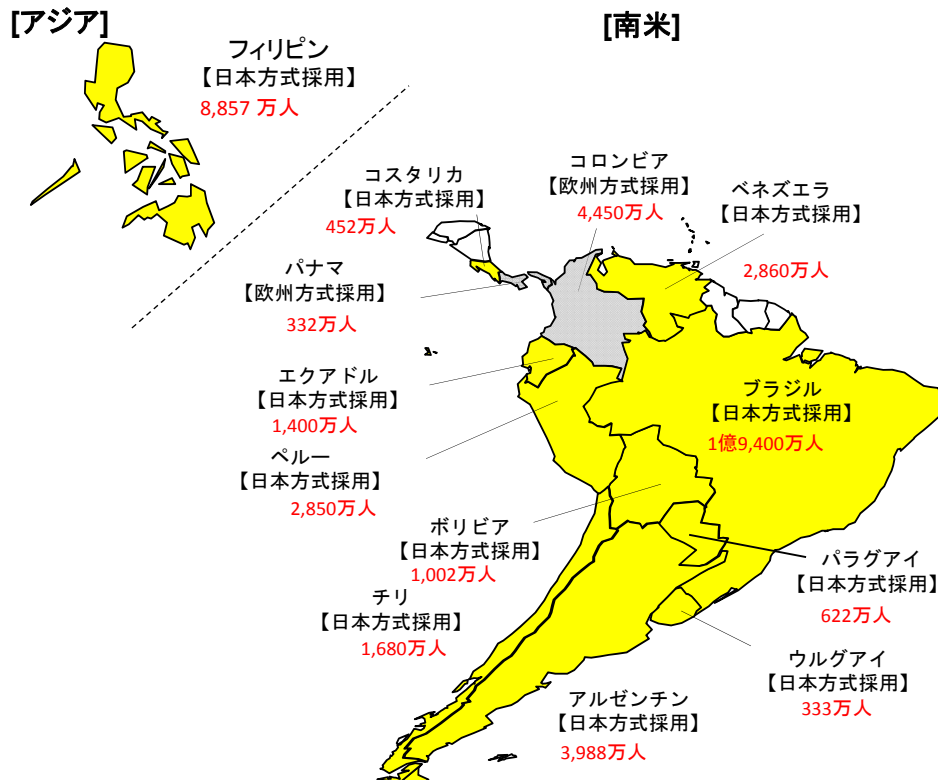 [アジア]
フィリピン
【日本方式採用】
8,857 万人
[南米]
コスタリカ
【日本方式採用】
452万人
コロンビア
【欧州方式採用】
4,450万人
ベネズエラ
【日本方式採用】
2,860万人
パナマ
【欧州方式採用】
332万人
エクアドル
【日本方式採用】
1,400万人
ブラジル
【日本方式採用】
1億9,400万人
ペルー
【日本方式採用】
2,850万人
ボリビア
【日本方式採用】
1,002万人
パラグアイ
【日本方式採用】
622万人
チリ
【日本方式採用】
1,680万人
ウルグアイ
【日本方式採用】
333万人
アルゼンチン
【日本方式採用】
3,988万人